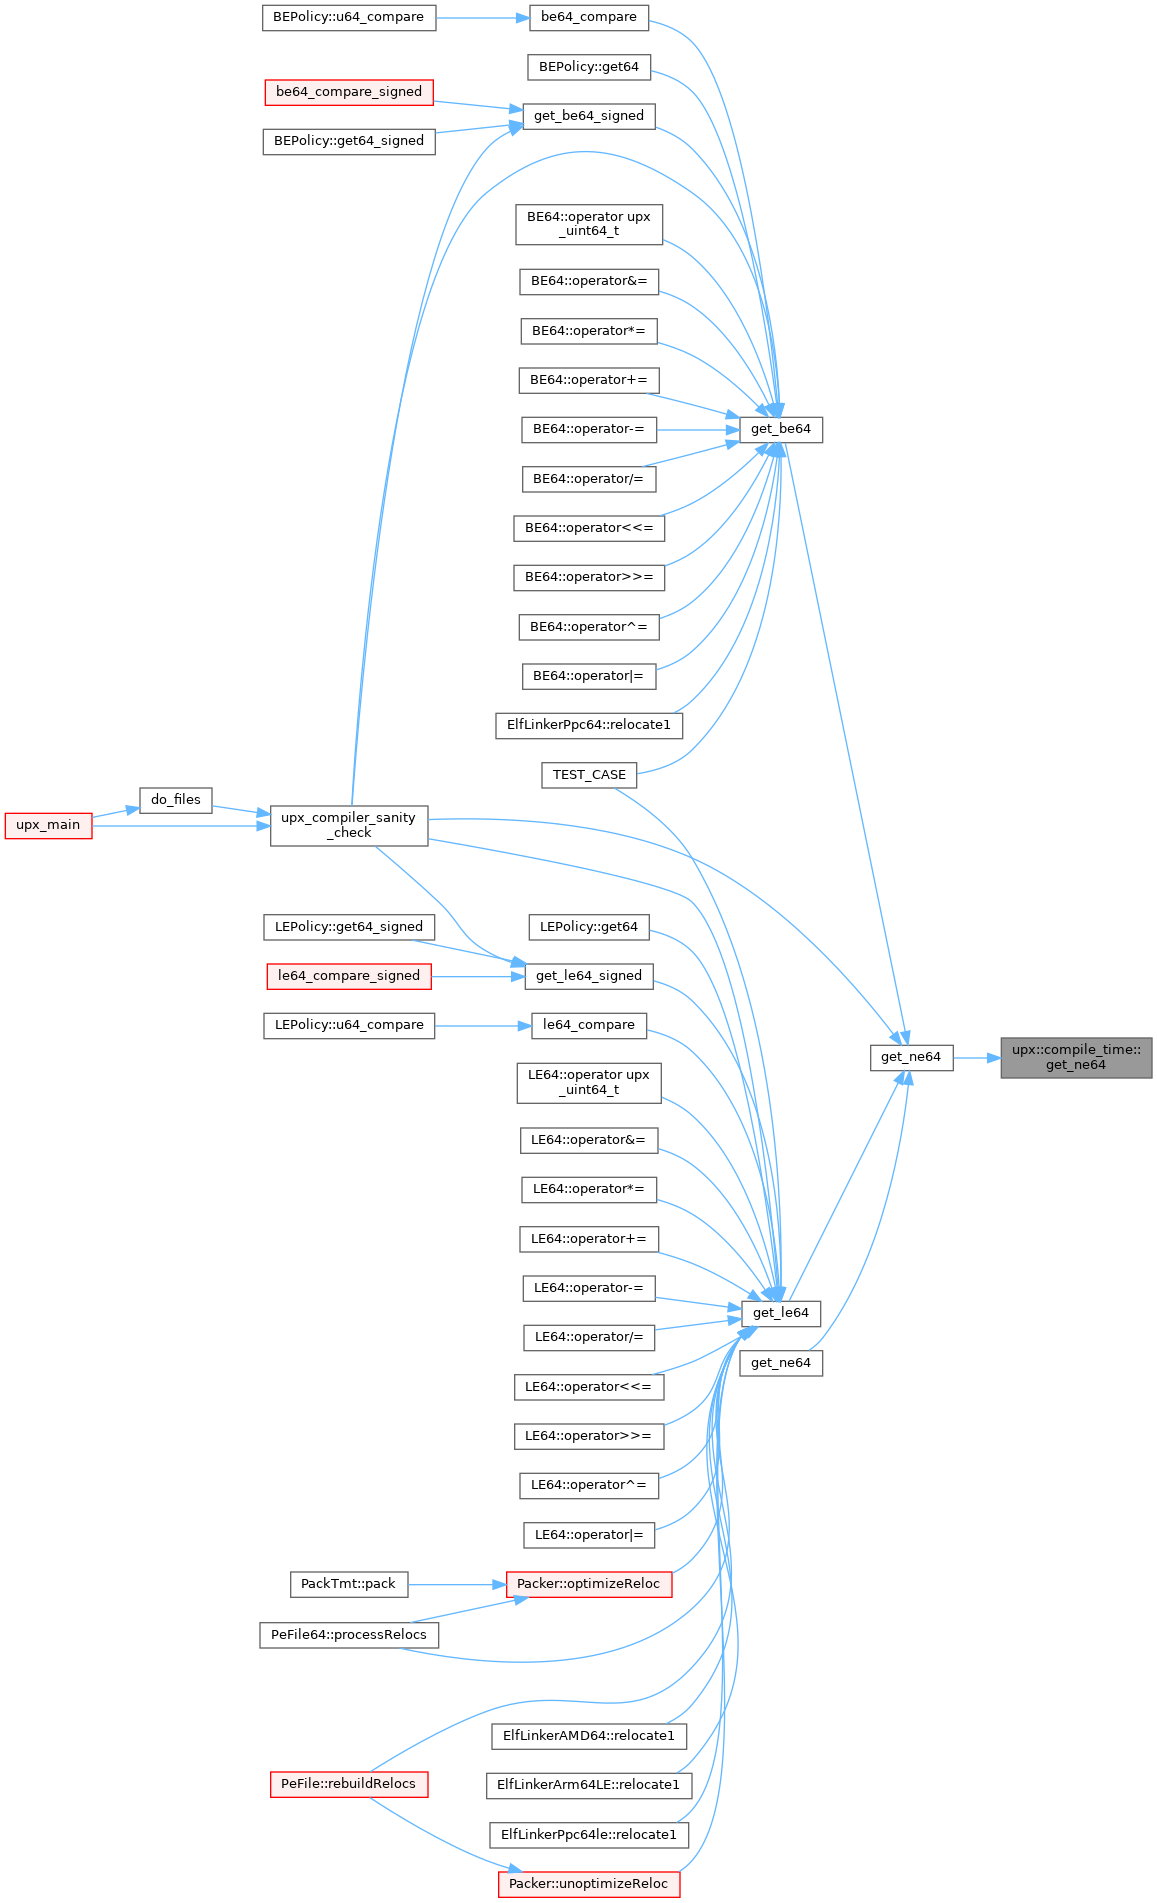 BEPolicy::u64_compare
be64_compare
BEPolicy::get64
be64_compare_signed
get_be64_signed
BEPolicy::get64_signed
BE64::operator upx
_uint64_t
BE64::operator&=
BE64::operator*=
BE64::operator+=
BE64::operator-=
get_be64
BE64::operator/=
BE64::operator<<=
BE64::operator>>=
BE64::operator^=
BE64::operator|=
ElfLinkerPpc64::relocate1
TEST_CASE
do_files
upx_main
upx_compiler_sanity
_check
LEPolicy::get64_signed
LEPolicy::get64
le64_compare_signed
get_le64_signed
LEPolicy::u64_compare
le64_compare
get_ne64
upx::compile_time::
get_ne64
LE64::operator upx
_uint64_t
LE64::operator&=
LE64::operator*=
LE64::operator+=
LE64::operator-=
get_le64
LE64::operator/=
get_ne64
LE64::operator<<=
LE64::operator>>=
LE64::operator^=
LE64::operator|=
PackTmt::pack
Packer::optimizeReloc
PeFile64::processRelocs
ElfLinkerAMD64::relocate1
PeFile::rebuildRelocs
ElfLinkerArm64LE::relocate1
ElfLinkerPpc64le::relocate1
Packer::unoptimizeReloc